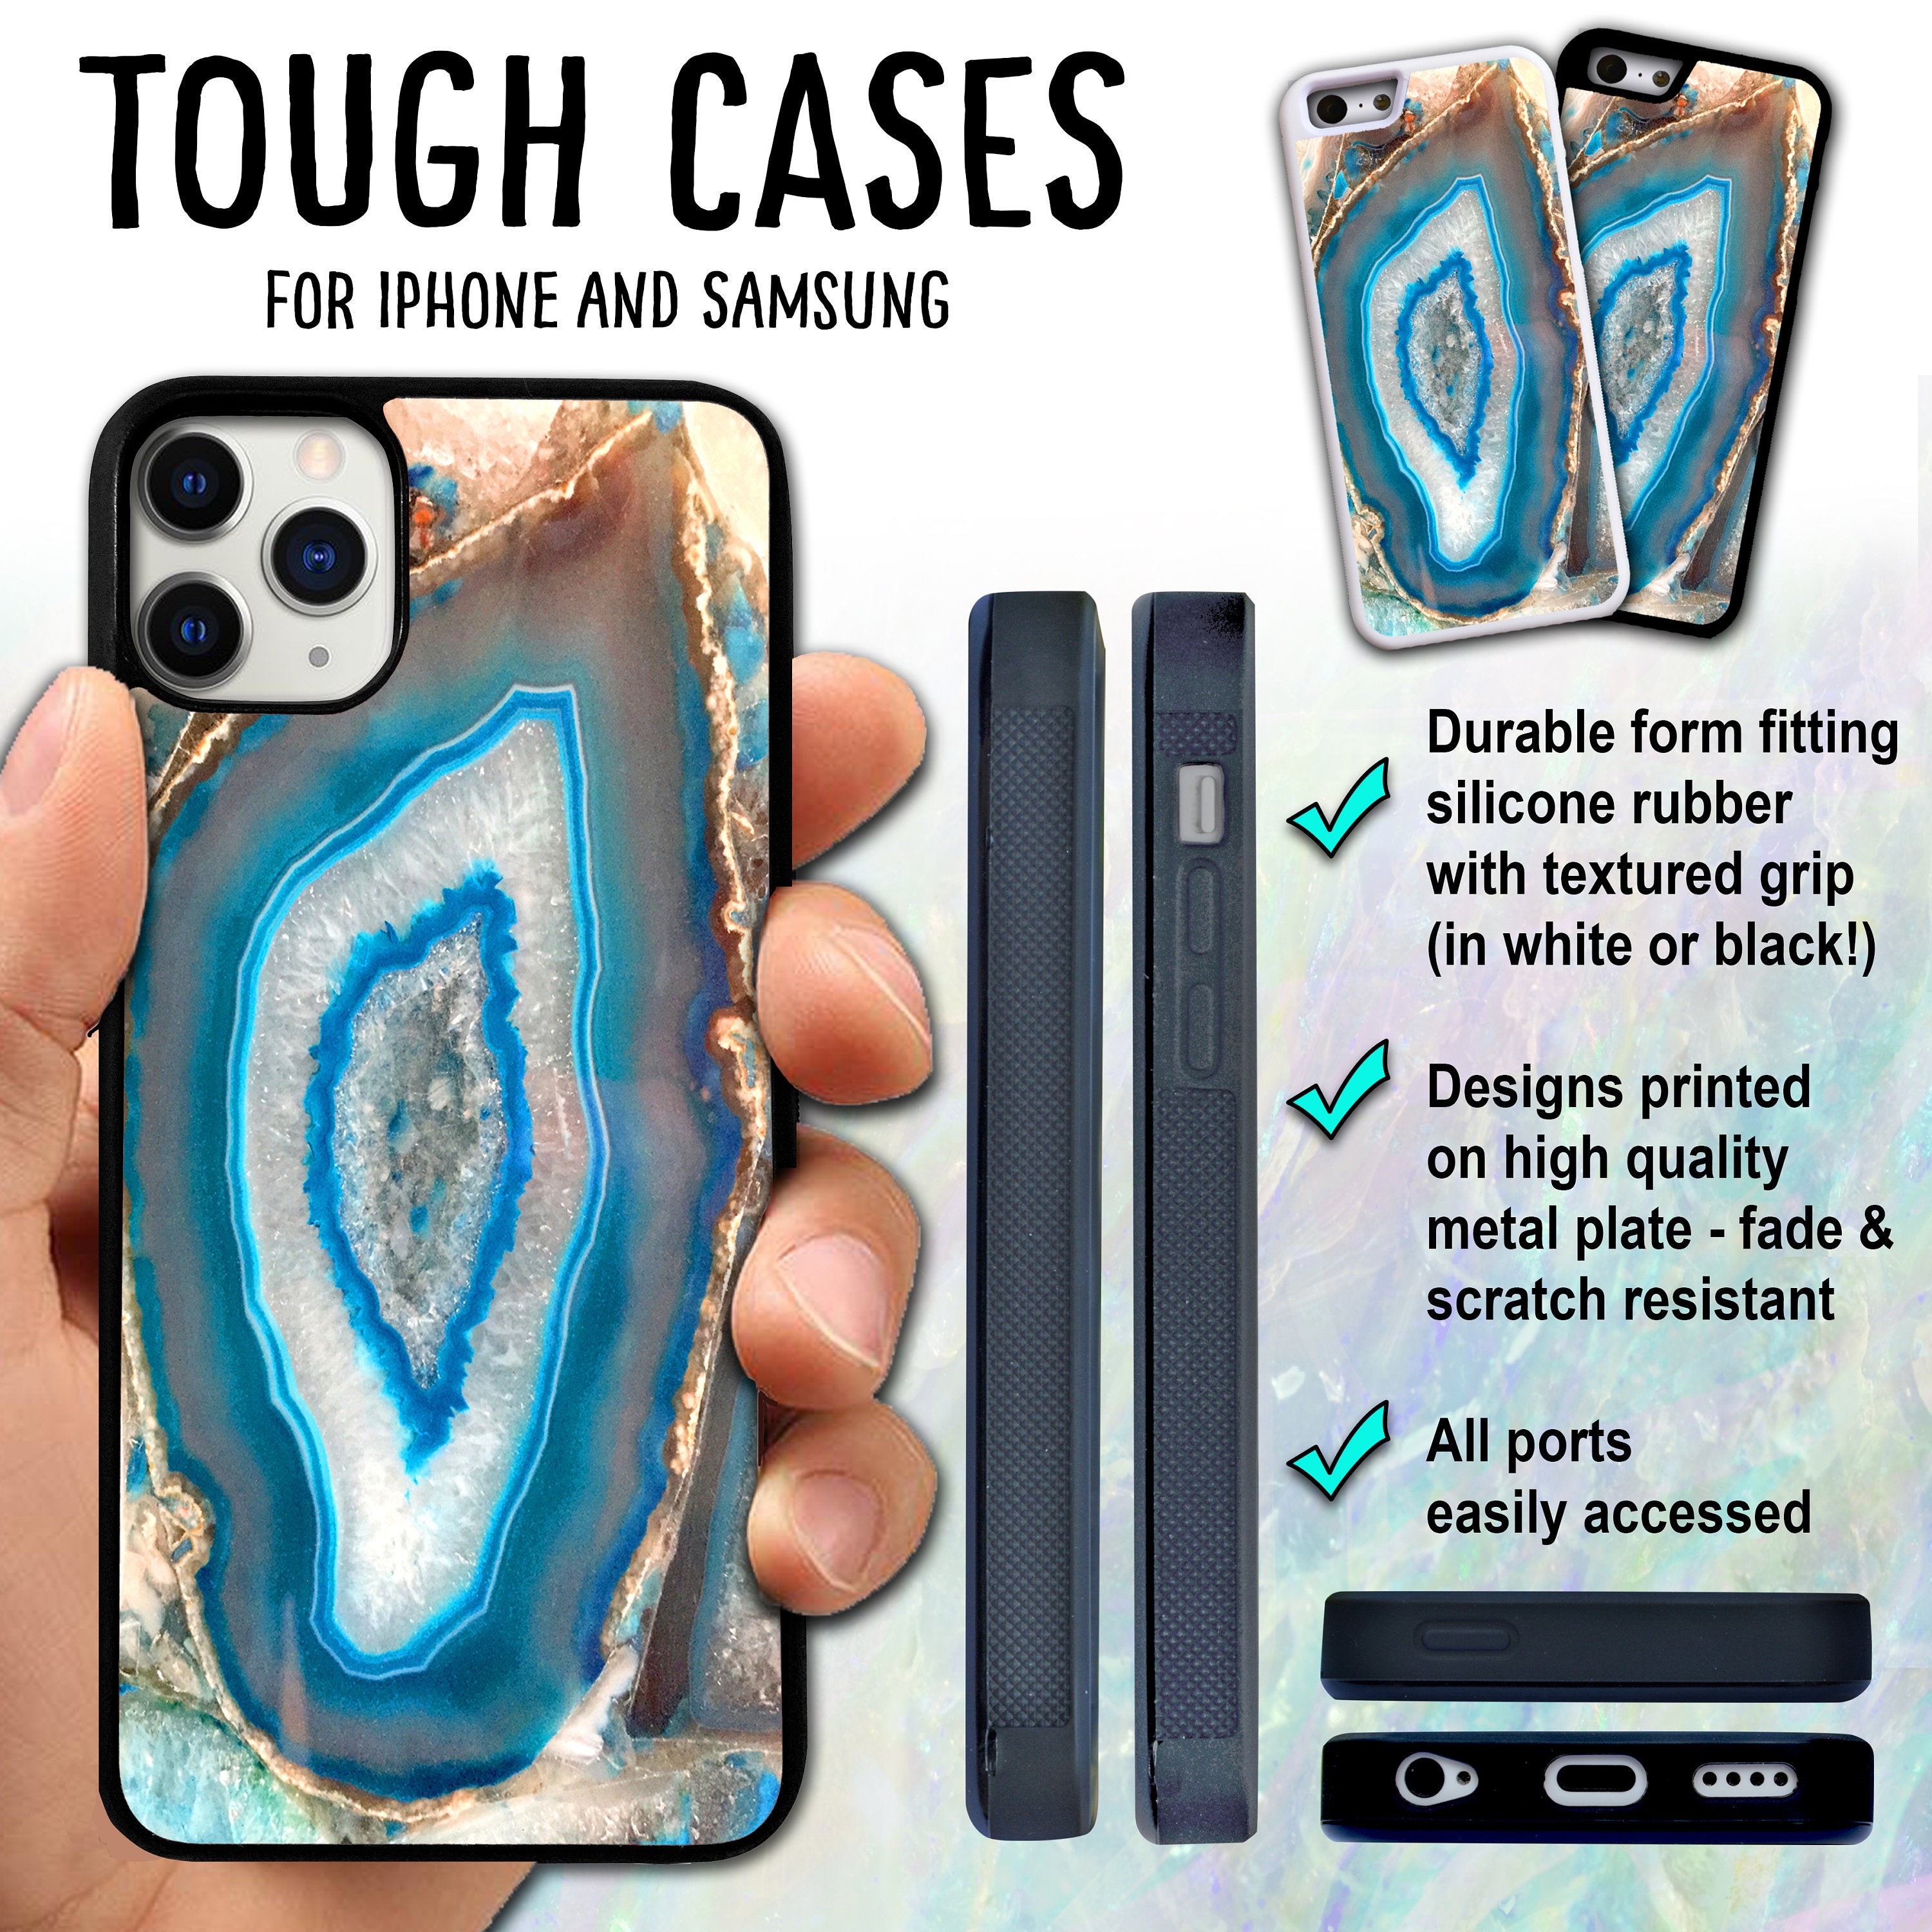 TOUGH CASES
FOR IPHONE AND SAMSUNG
Durable form fitting
silicone rubber
with textured grip
(in white or black!)
Designs printed
on high quality
metal plate - fade &
scratch resistant
All ports
easily accessed